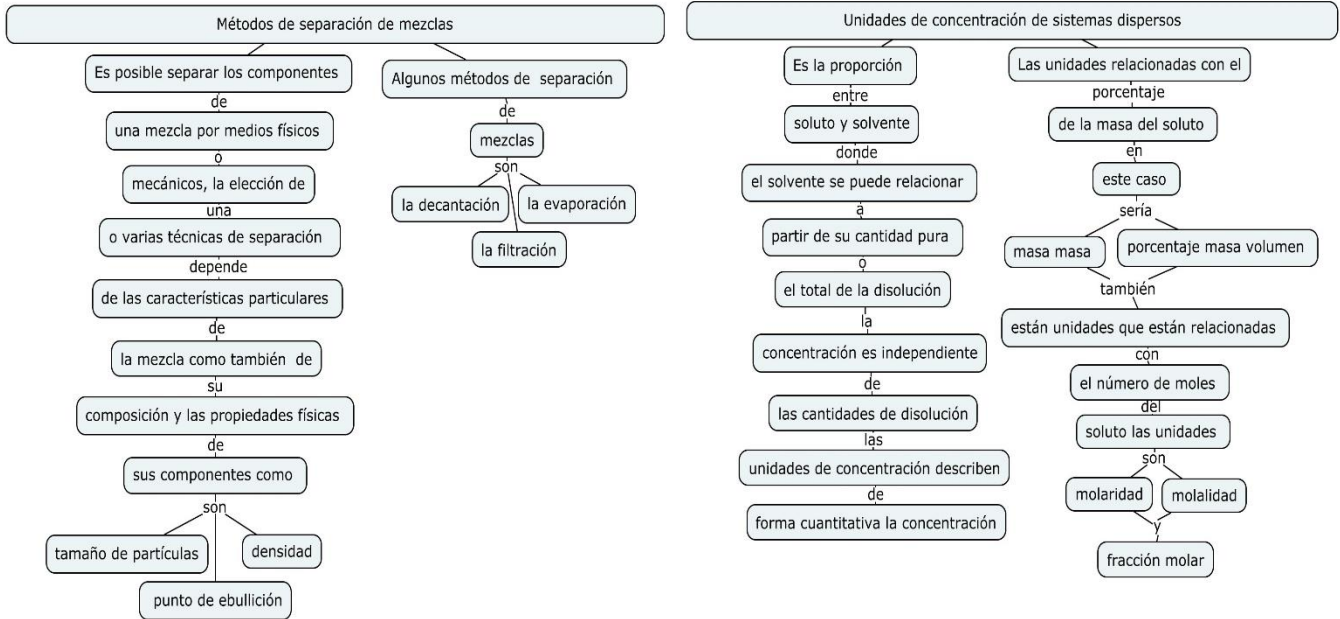 Métodos de separación de mezclas
Es posible separar los componentes
de
una mezcla por medios físicos
o
mecánicos, la elección de
una
o varias técnicas de separación
depende
de las características particulares
de
la mezcla como también de
su
composición y las propiedades físicas
de
sus componentes como
son
tamaño de partículas
densidad
punto de ebullición
Algunos métodos de separación
de
mezclas
son
la decantación
la evaporación
la filtración
Unidades de concentración de sistemas dispersos
Es la proporción
entre
soluto y solvente
donde
el solvente se puede relacionar
a
partir de su cantidad pura
o
el total de la disolución
la
concentración es independiente
de
las cantidades de disolución
las
unidades de concentración describen
de
forma cuantitativa la concentración
Las unidades relacionadas con el
porcentaje
de la masa del soluto
en
este caso
sería
masa masa
porcentaje masa volumen
también
están unidades que están relacionadas
con
el número de moles
del
soluto las unidades
son
molaridad
molalidad
y
fracción molar